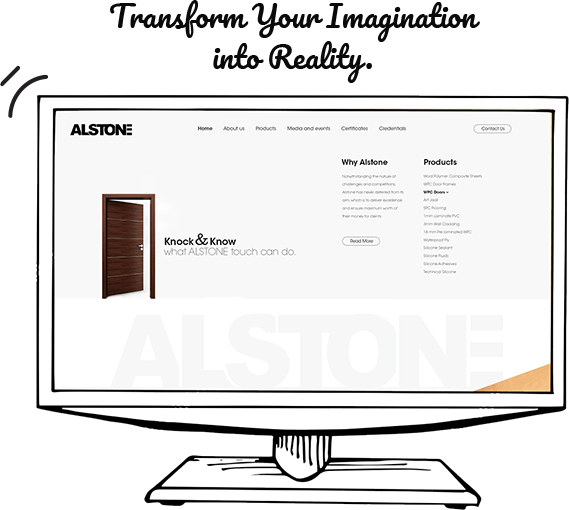 Transform Your Imagination
into Reality.
ALSTONE
Home
About us
Products
Media and events
Certificates
Credentials
Contact Us
Why Alstone
Notwithstanding the nature of
challenges and competitions,
Alstone has never deterred from its
aim, which is to deliver excellence,
and ensure maximum worth of
their money for clients.
Read More
Products
Wood Polymer Composite Sheets
WPC Door Frames
WPC Doors
Art Jaali
SPC Flooring
1mm Laminate PVC
3mm Wall Cladding
18 mm Pre laminated WPC
Waterproof Ply
Silicone Sealant
Silicone Fluids
Silicone Adhesives
Technical Silicone
Knock & Know
what ALSTONE touch can do.
ALSTONE